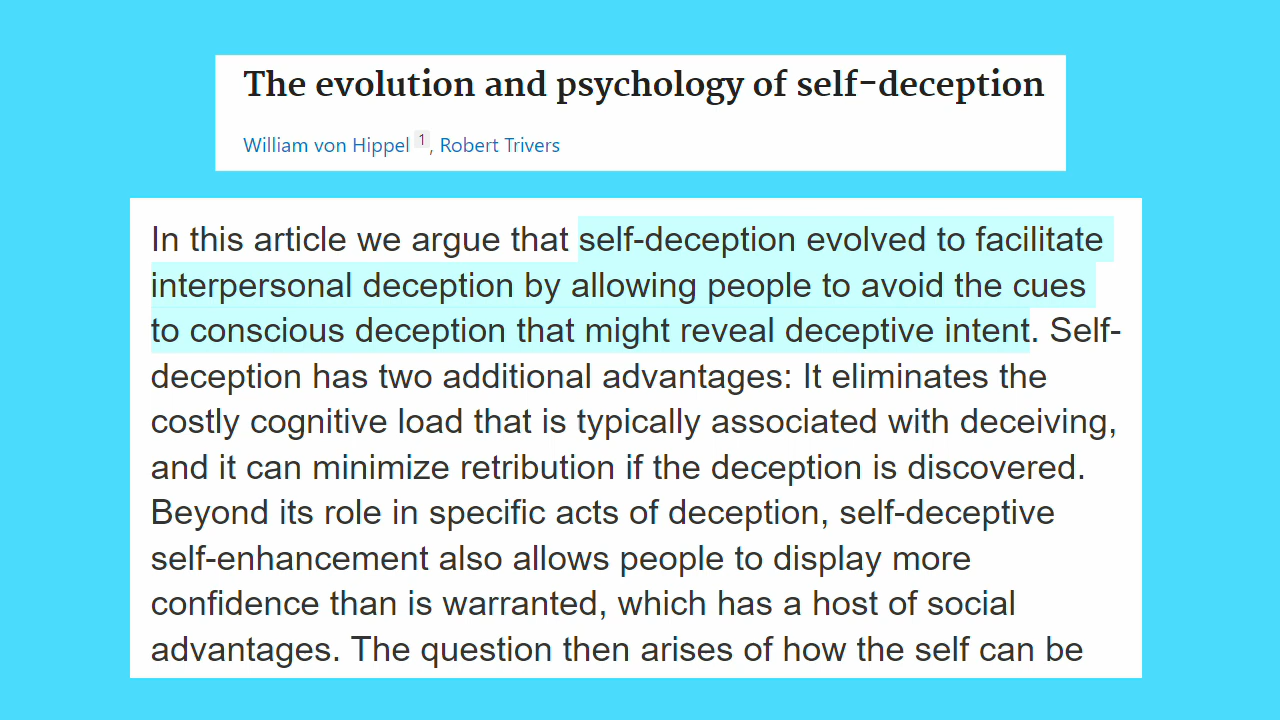 The evolution and psychology of self-deception
William von Hippel 1, Robert Trivers
In this article we argue that self-deception evolved to facilitate
interpersonal deception by allowing people to avoid the cues
to conscious deception that might reveal deceptive intent. Self-
deception has two additional advantages: It eliminates the
costly cognitive load that is typically associated with deceiving,
and it can minimize retribution if the deception is discovered.
Beyond its role in specific acts of deception, self-deceptive
self-enhancement also allows people to display more
confidence than is warranted, which has a host of social
advantages. The question then arises of how the self can be